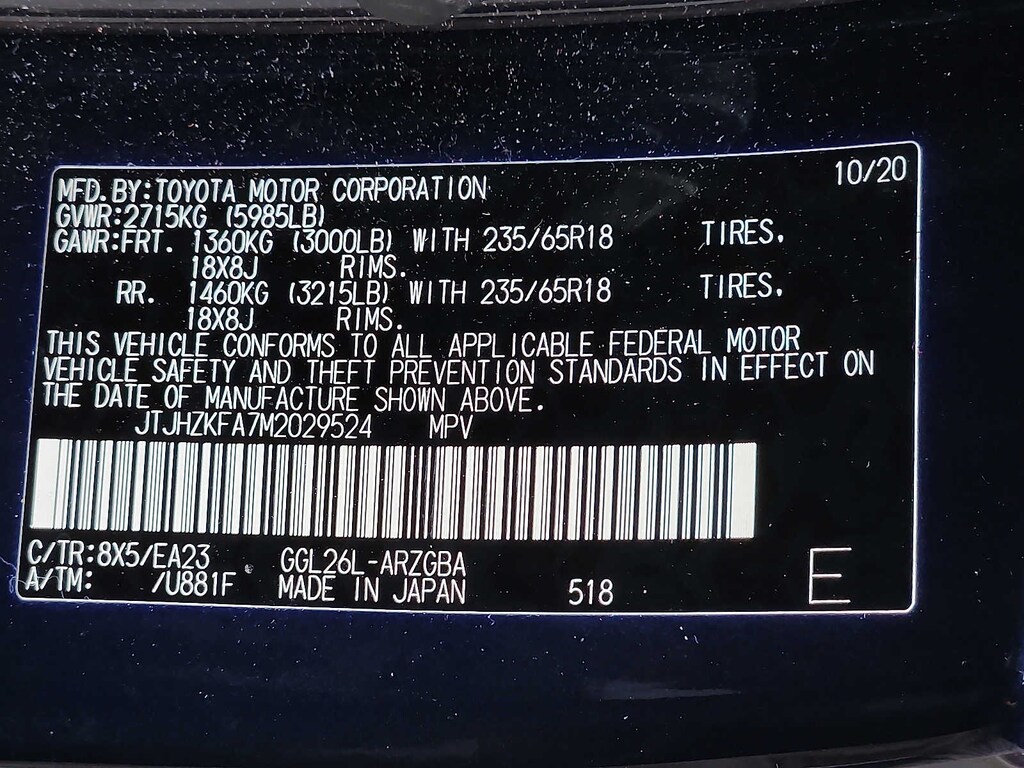 10/20
MFD.BY:TOYOTA MOTOR CORPORATION
GVWR:2715KG (5985LB)
GAWR:FRT. 1360KG (3000LB) WITH 235/65R18 TIRES.
18X8J RIMS.
RR. 1460KG (3215LB) WITH 235/65R18 TIRES.
18X8J RIMS.
THIS VEHICLE CONFORMS TO ALL APPLICABLE FEDERAL MOTOR
VEHICLE SAFETY AND THEFT PREVENTION STANDARDS IN EFFECT ON
THE DATE OF MANUFACTURE SHOWN ABOVE.
JTJHZKFA7M2029524 MPV
C/TR:8X5/EA23 GGL26L-ARZGBA
A/TM: /U881F MADE IN JAPAN 518 E